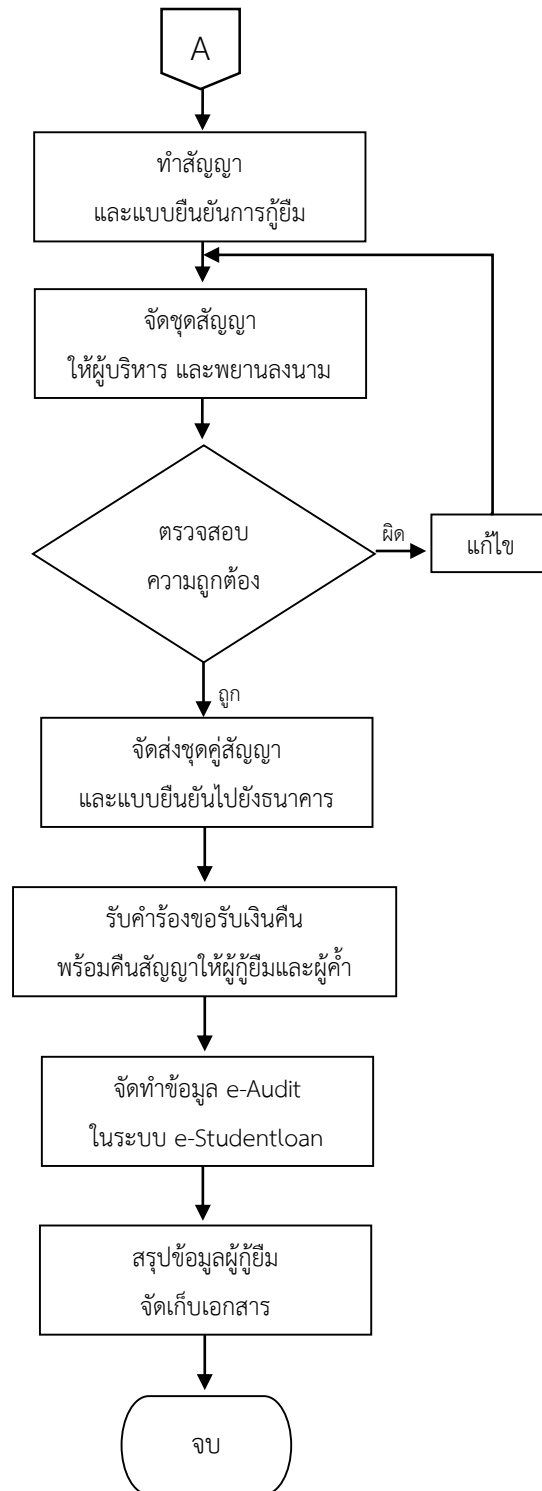 A
ทำสัญญา
และแบบยืนยันการกู้ยืม
จัดชุดสัญญา
ให้ผู้บริหาร และพยานลงนาม
ตรวจสอบ
ความถูกต้อง
ผิด
แก้ไข
ถูก
จัดส่งชุดคู่สัญญา
และแบบยืนยันไปยังธนาคาร
รับคำร้องขอรับเงินคืน
พร้อมคืนสัญญาให้ผู้กู้ยืมและผู้ค้ำ
จัดทำข้อมูล e-Audit
ในระบบ e-Studentloan
สรุปข้อมูลผู้กู้ยืม
จัดเก็บเอกสาร
จบ